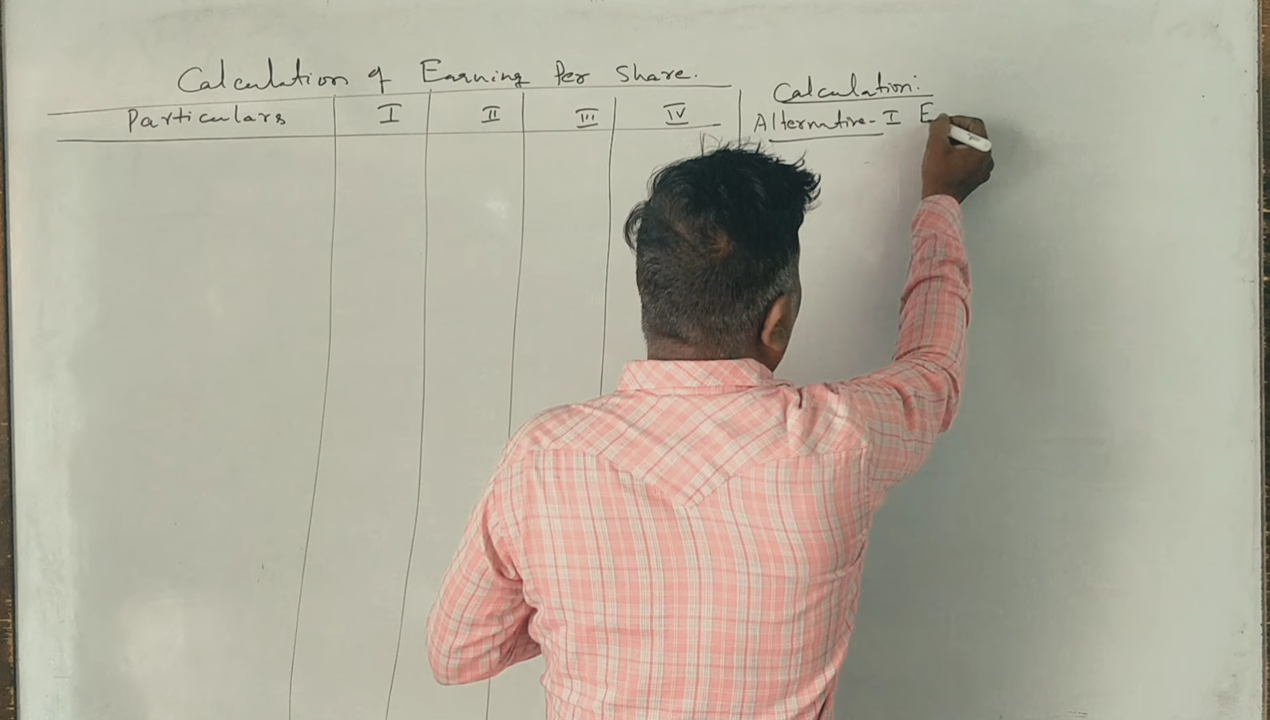 Calculation of Earning Per Share.
Particulars I II III IV
Calculation:
Alternative-I E